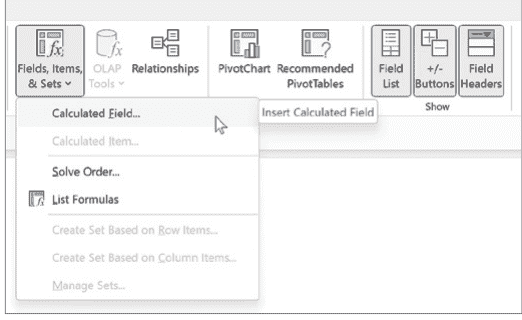 Fields, Items, & Sets
OLAP Tools
Relationships
PivotChart
Recommended PivotTables
Field List
+/- Buttons
Field Headers
Show
Calculated Field...
Insert Calculated Field
Calculated Item...
Solve Order...
List Formulas
Create Set Based on Row Items...
Create Set Based on Column Items...
Manage Sets...